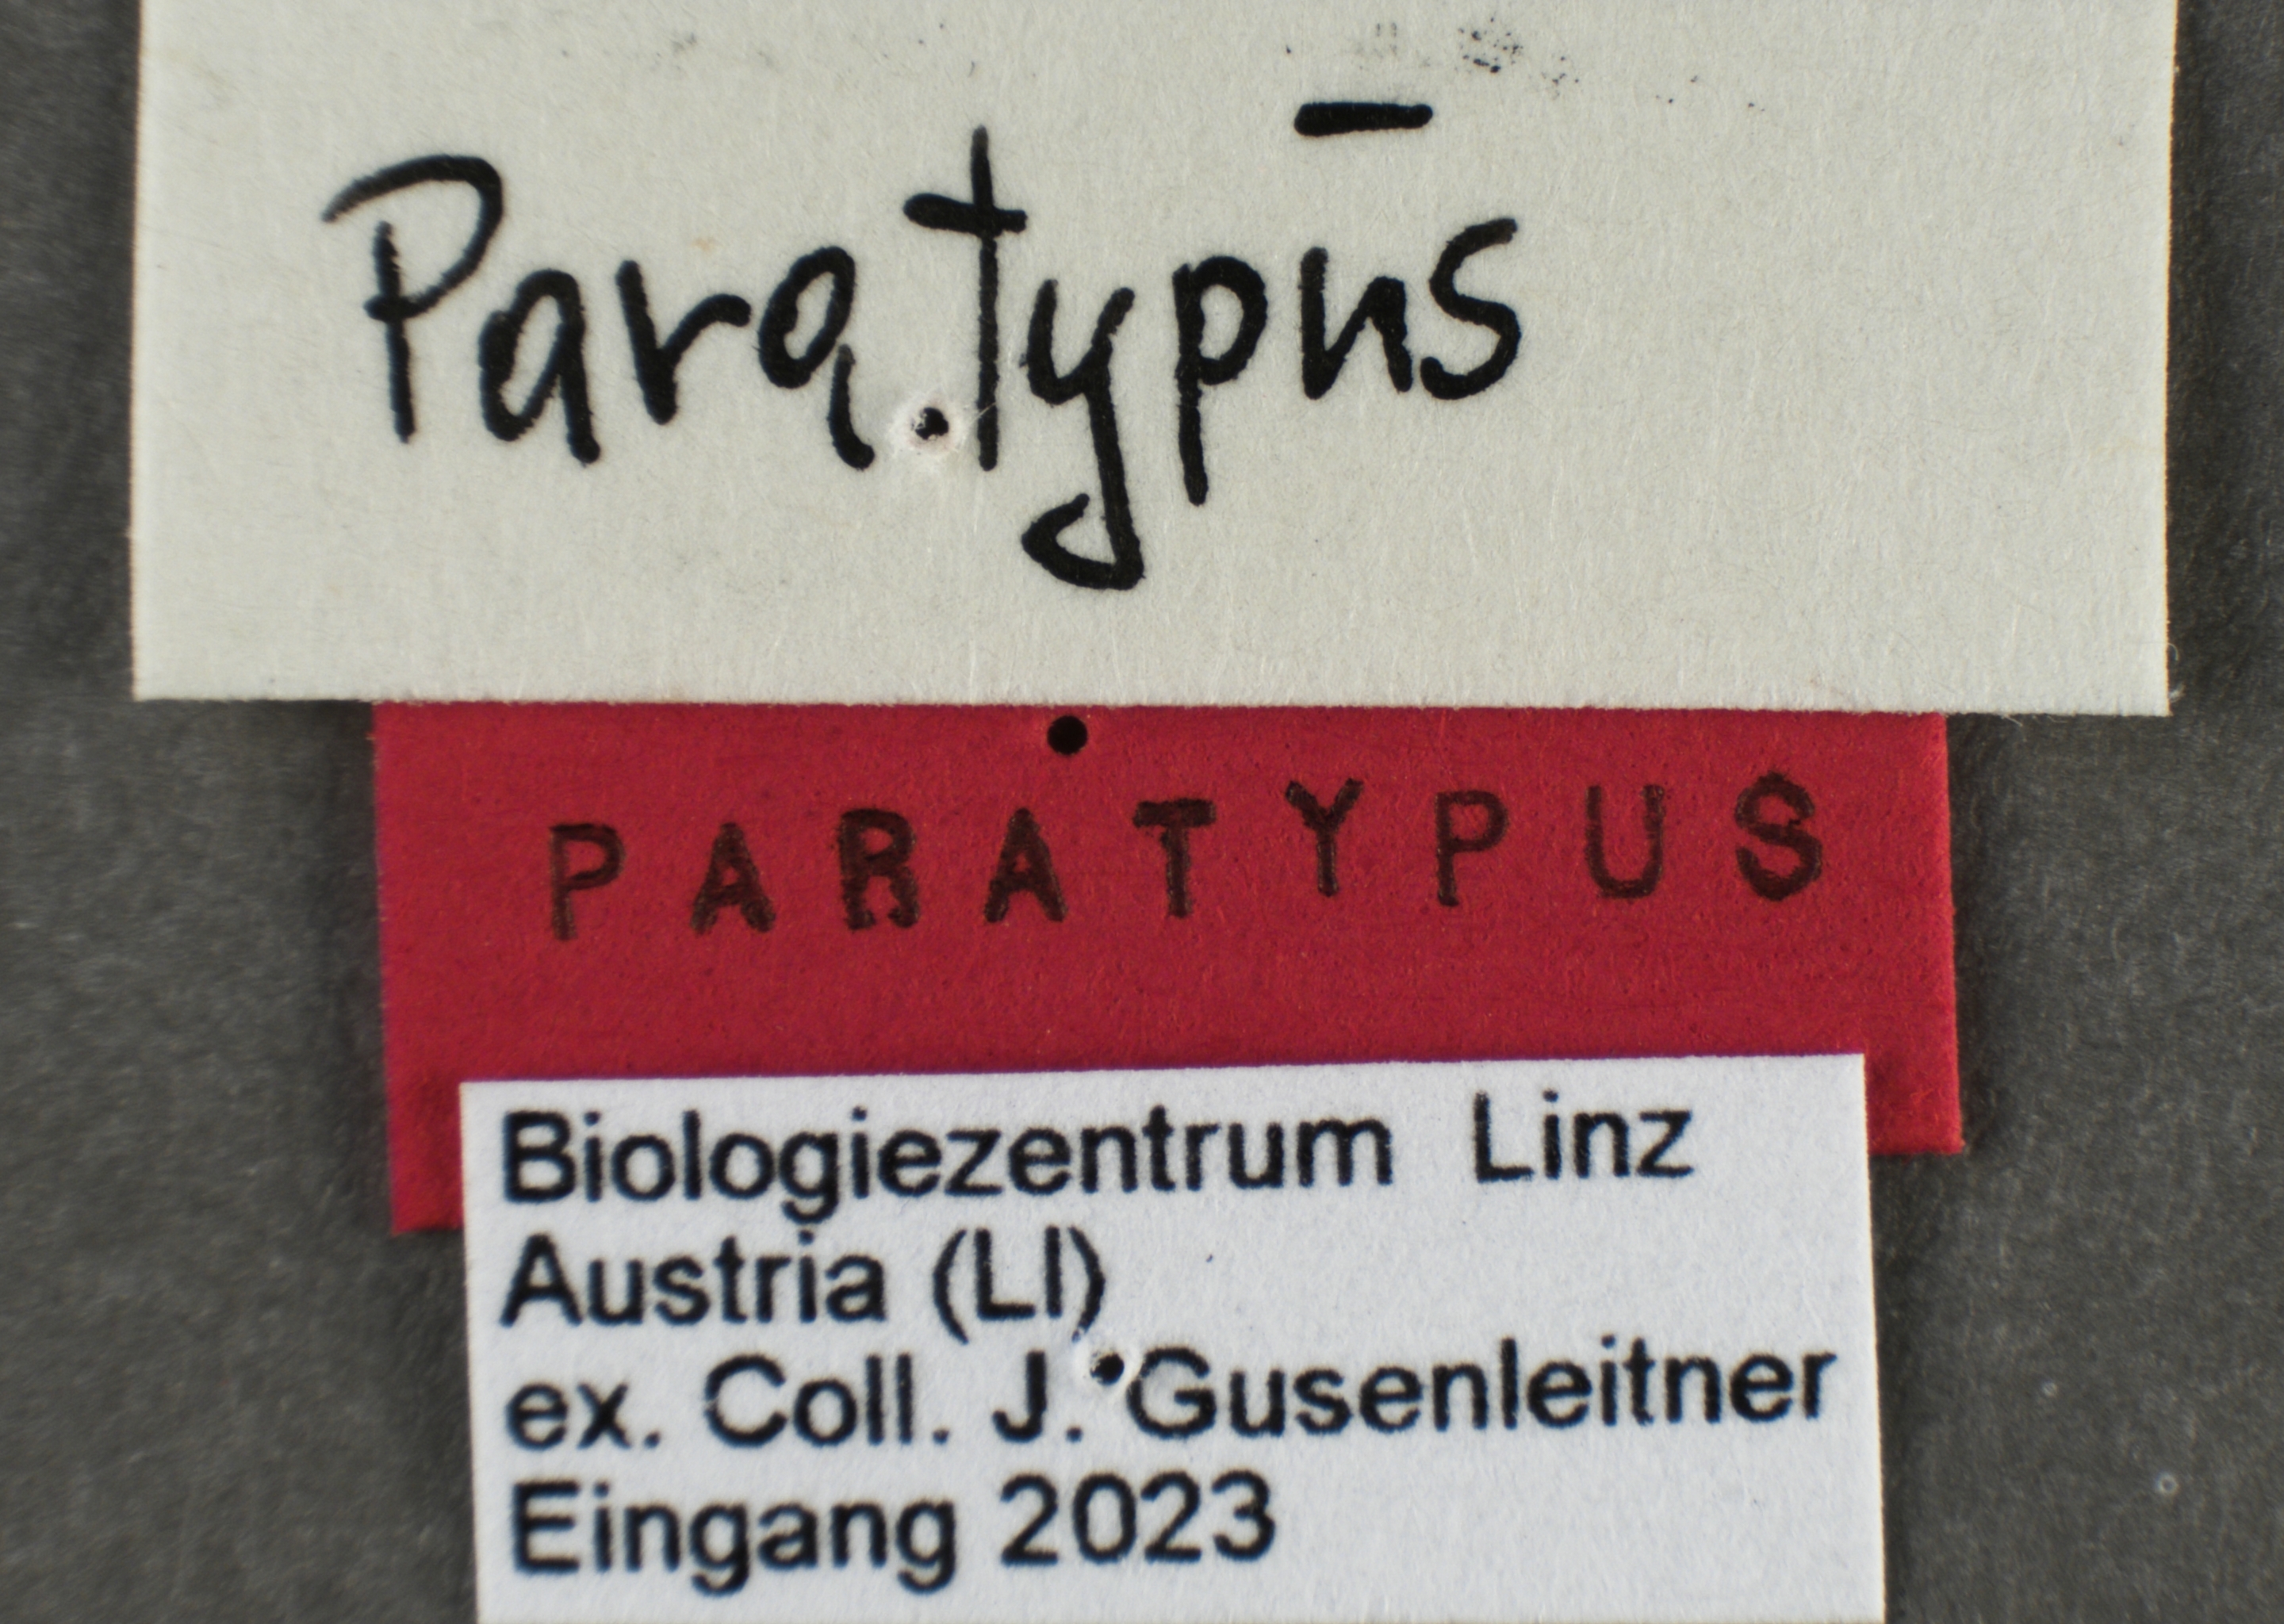 Paratypus
PARATYPUS
Biologiezentrum Linz
Austria (LI)
ex. Coll. J. Gusenleitner
Eingang 2023